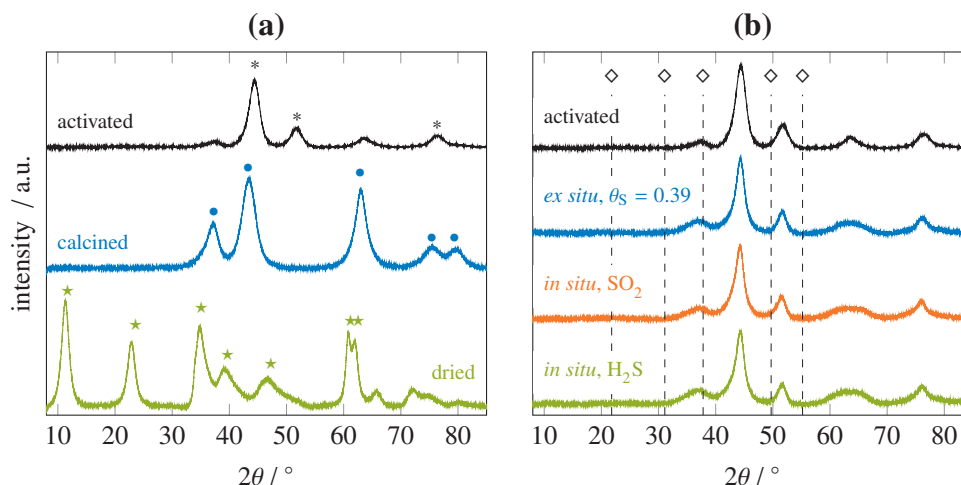 (a)
activated
calcined
dried
intensity / a.u.
10 20 30 40 50 60 70 80
2θ / °
(b)
activated
ex situ, θS = 0.39
in situ, SO2
in situ, H2S
10 20 30 40 50 60 70 80
2θ / °